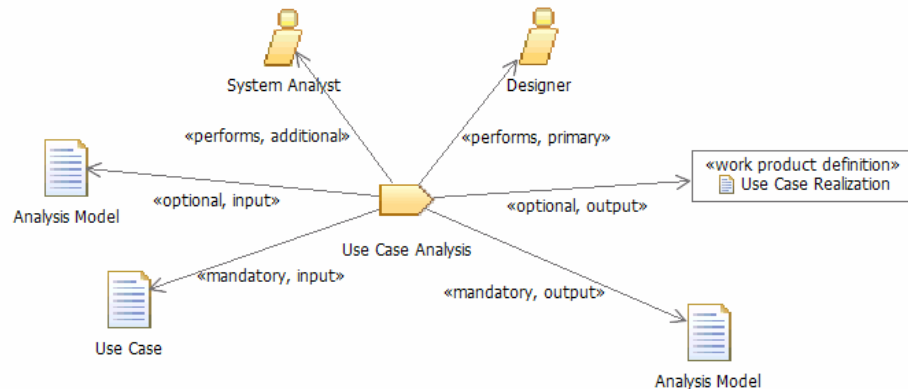 System Analyst
Designer
«performs, additional»
«performs, primary»
«work product definition»
Use Case Realization
«optional, input»
«optional, output»
Analysis Model
Use Case Analysis
«mandatory, input»
«mandatory, output»
Use Case
Analysis Model